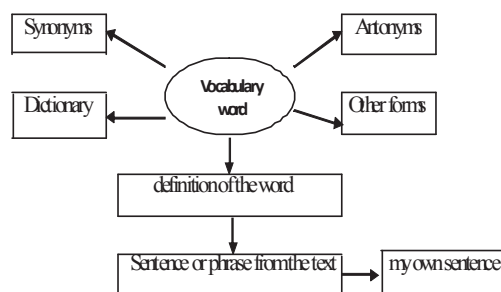 Synonyms
Antonyms
Vocabulary
word
Dictionary
Other forms
definition of the word
Sentence or phrase from the text
my own sentence